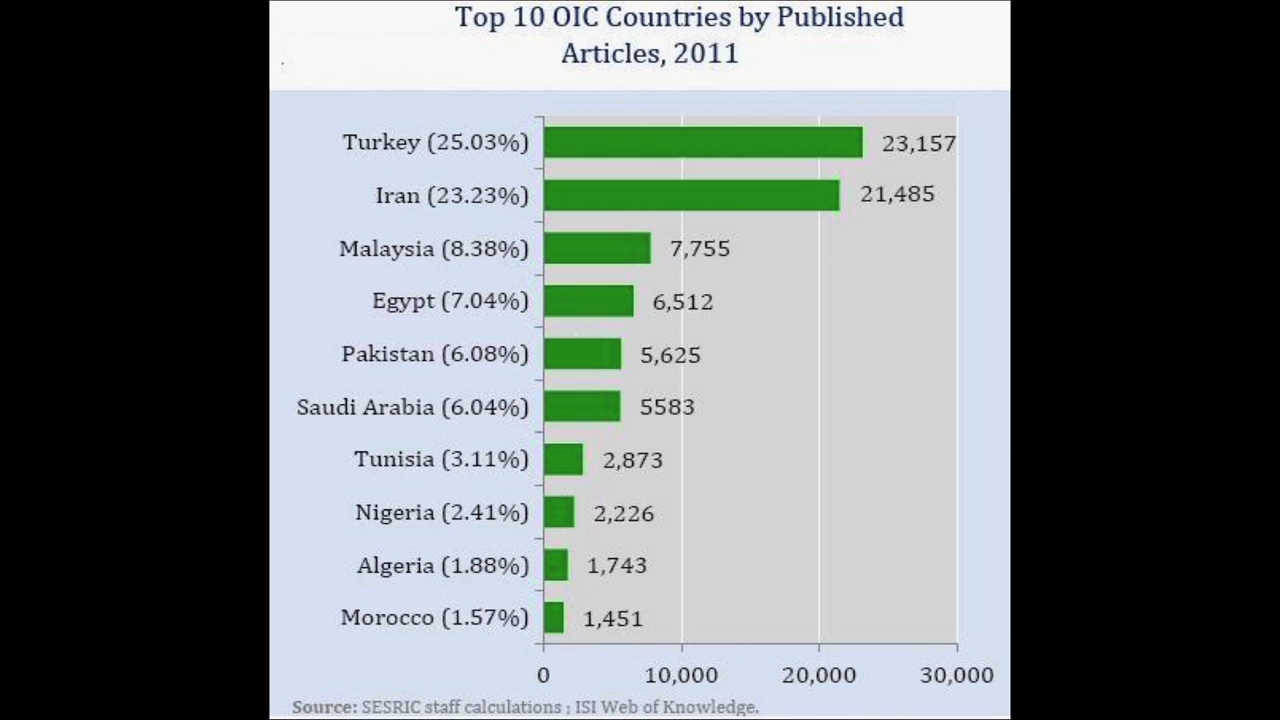 Top 10 OIC Countries by Published
Articles, 2011
Turkey (25.03%) 23,157
Iran (23.23%) 21,485
Malaysia (8.38%) 7,755
Egypt (7.04%) 6,512
Pakistan (6.08%) 5,625
Saudi Arabia (6.04%) 5583
Tunisia (3.11%) 2,873
Nigeria (2.41%) 2,226
Algeria (1.88%) 1,743
Morocco (1.57%) 1,451
0 10,000 20,000 30,000
Source: SESRIC staff calculations ; ISI Web of Knowledge.